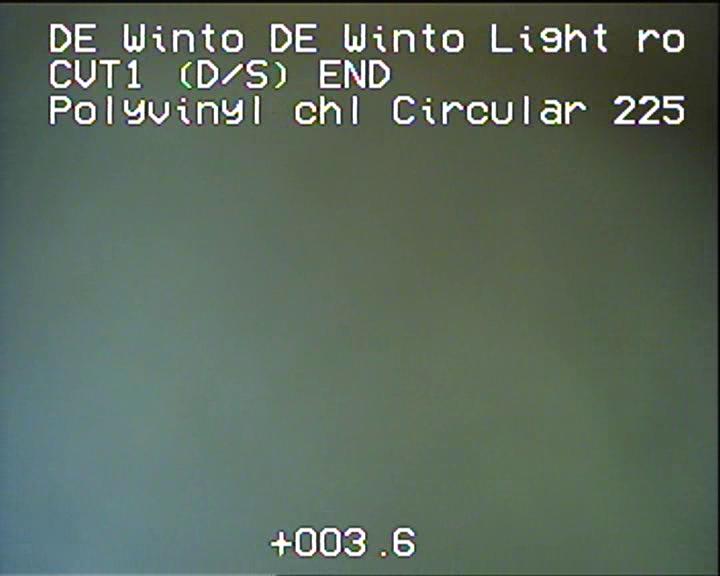 DE Winto DE Winto Light ro
CVT1 (D/S) END
Polyvinyl chl Circular 225
+003.6